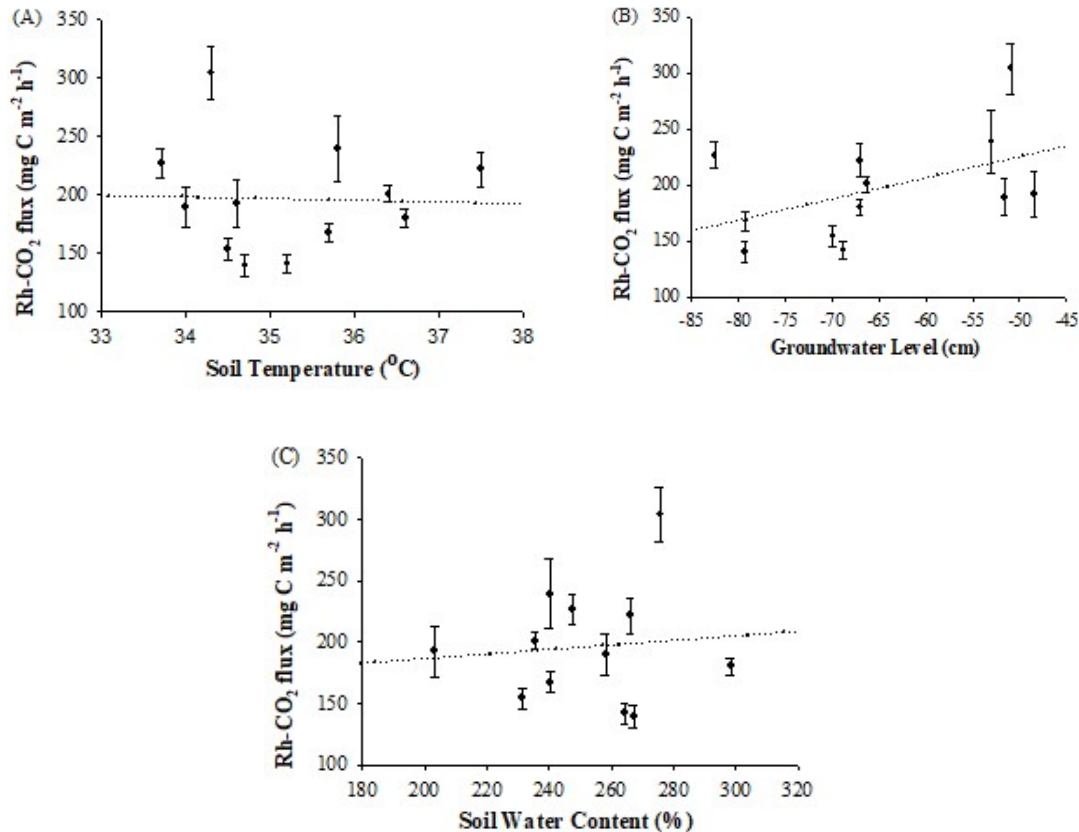 (A)
Rh-CO₂ flux (mg C m⁻² h⁻¹)
350
300
250
200
150
100
33 34 35 36 37 38
Soil Temperature (⁰C)
(B)
Rh-CO₂ flux (mg C m⁻² h⁻¹)
350
300
250
200
150
100
-85 -80 -75 -70 -65 -60 -55 -50 -45
Groundwater Level (cm)
(C)
Rh-CO₂ flux (mg C m⁻² h⁻¹)
350
300
250
200
150
100
180 200 220 240 260 280 300 320
Soil Water Content (%)